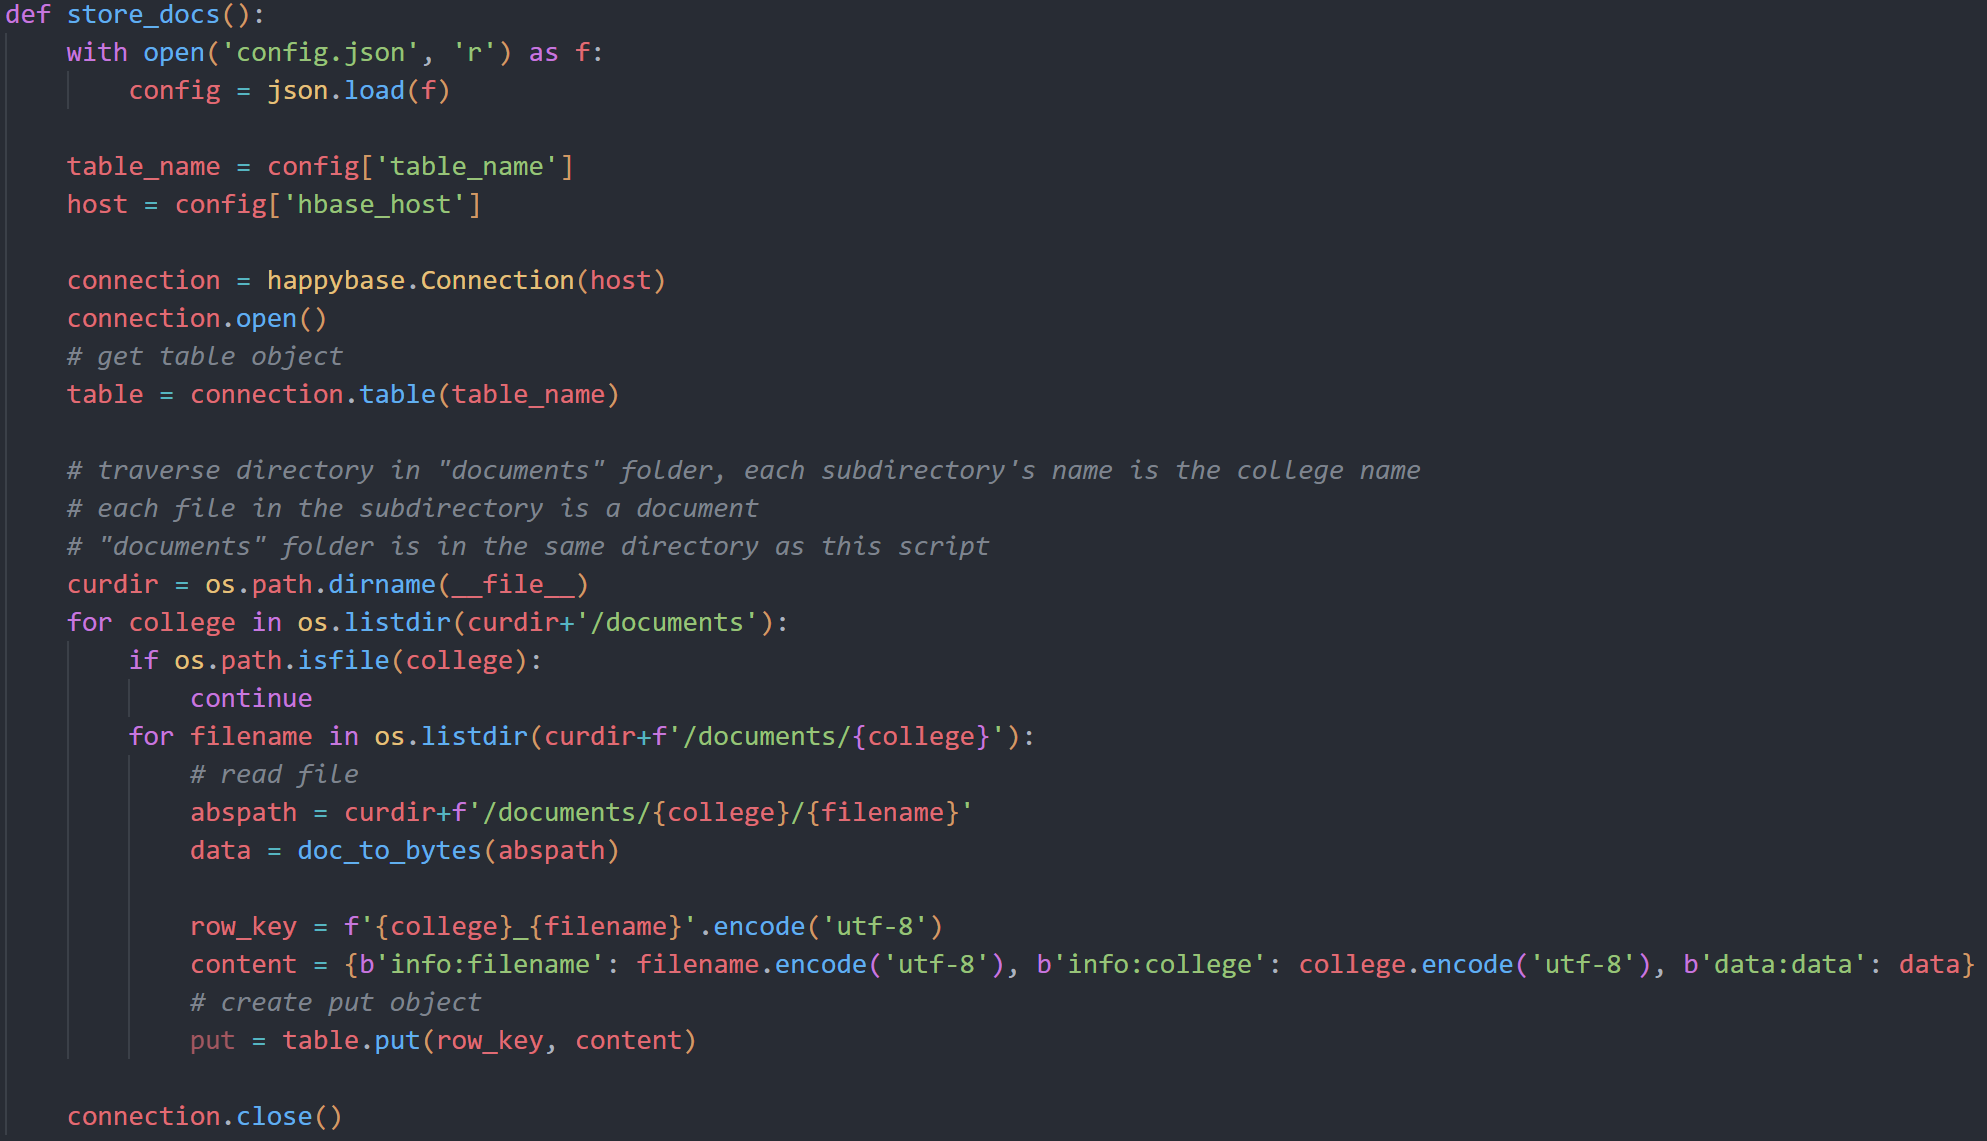 def store_docs():
    with open('config.json', 'r') as f:
        config = json.load(f)

    table_name = config['table_name']
    host = config['hbase_host']

    connection = happybase.Connection(host)
    connection.open()
    # get table object
    table = connection.table(table_name)

    # traverse directory in "documents" folder, each subdirectory's name is the college name
    # each file in the subdirectory is a document
    # "documents" folder is in the same directory as this script
    curdir = os.path.dirname(__file__)
    for college in os.listdir(curdir+'/documents'):
        if os.path.isfile(college):
            continue
        for filename in os.listdir(curdir+f'/documents/{college}'):
            # read file
            abspath = curdir+f'/documents/{college}/{filename}'
            data = doc_to_bytes(abspath)

            row_key = f'{college}_{filename}'.encode('utf-8')
            content = {b'info:filename': filename.encode('utf-8'), b'info:college': college.encode('utf-8'), b'data:data': data}
            # create put object
            put = table.put(row_key, content)

    connection.close()